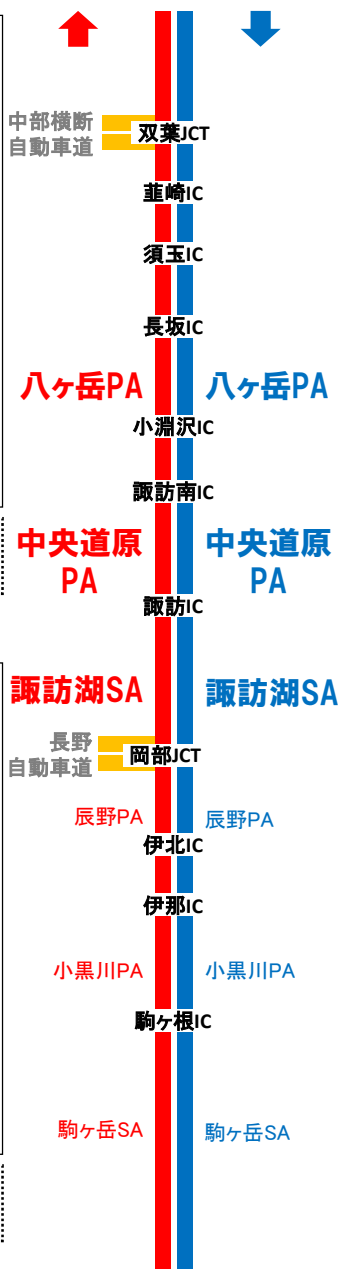 中部横断
自動車道
双葉JCT
韮崎IC
須玉IC
長坂IC
八ヶ岳PA
八ヶ岳PA
小淵沢IC
諏訪南IC
中央道原
PA
中央道原
PA
諏訪IC
諏訪湖SA
諏訪湖SA
長野
自動車道
岡部JCT
辰野PA
辰野PA
伊北IC
伊那IC
小黒川PA
小黒川PA
駒ヶ根IC
駒ヶ岳SA
駒ヶ岳SA